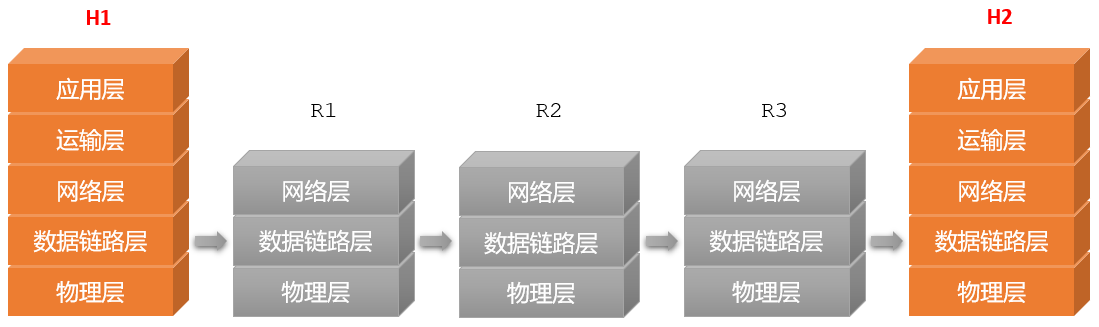 H1
应用层
运输层
网络层
数据链路层
物理层
R1
网络层
数据链路层
物理层
R2
网络层
数据链路层
物理层
R3
网络层
数据链路层
物理层
H2
应用层
运输层
网络层
数据链路层
物理层